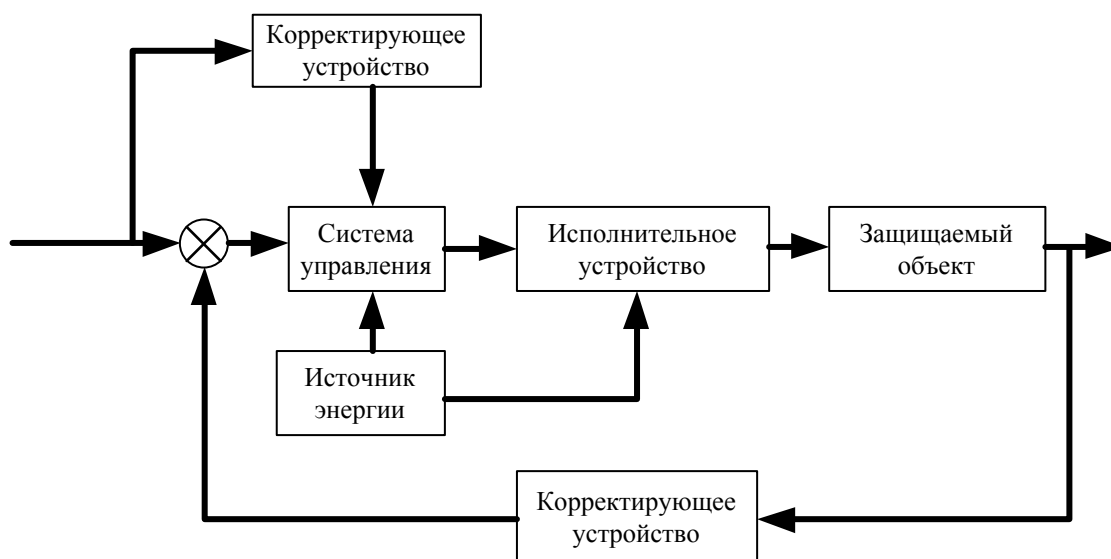 Корректирующее
устройство
Система
управления
Исполнительное
устройство
Защищаемый
объект
Источник
энергии
Корректирующее
устройство